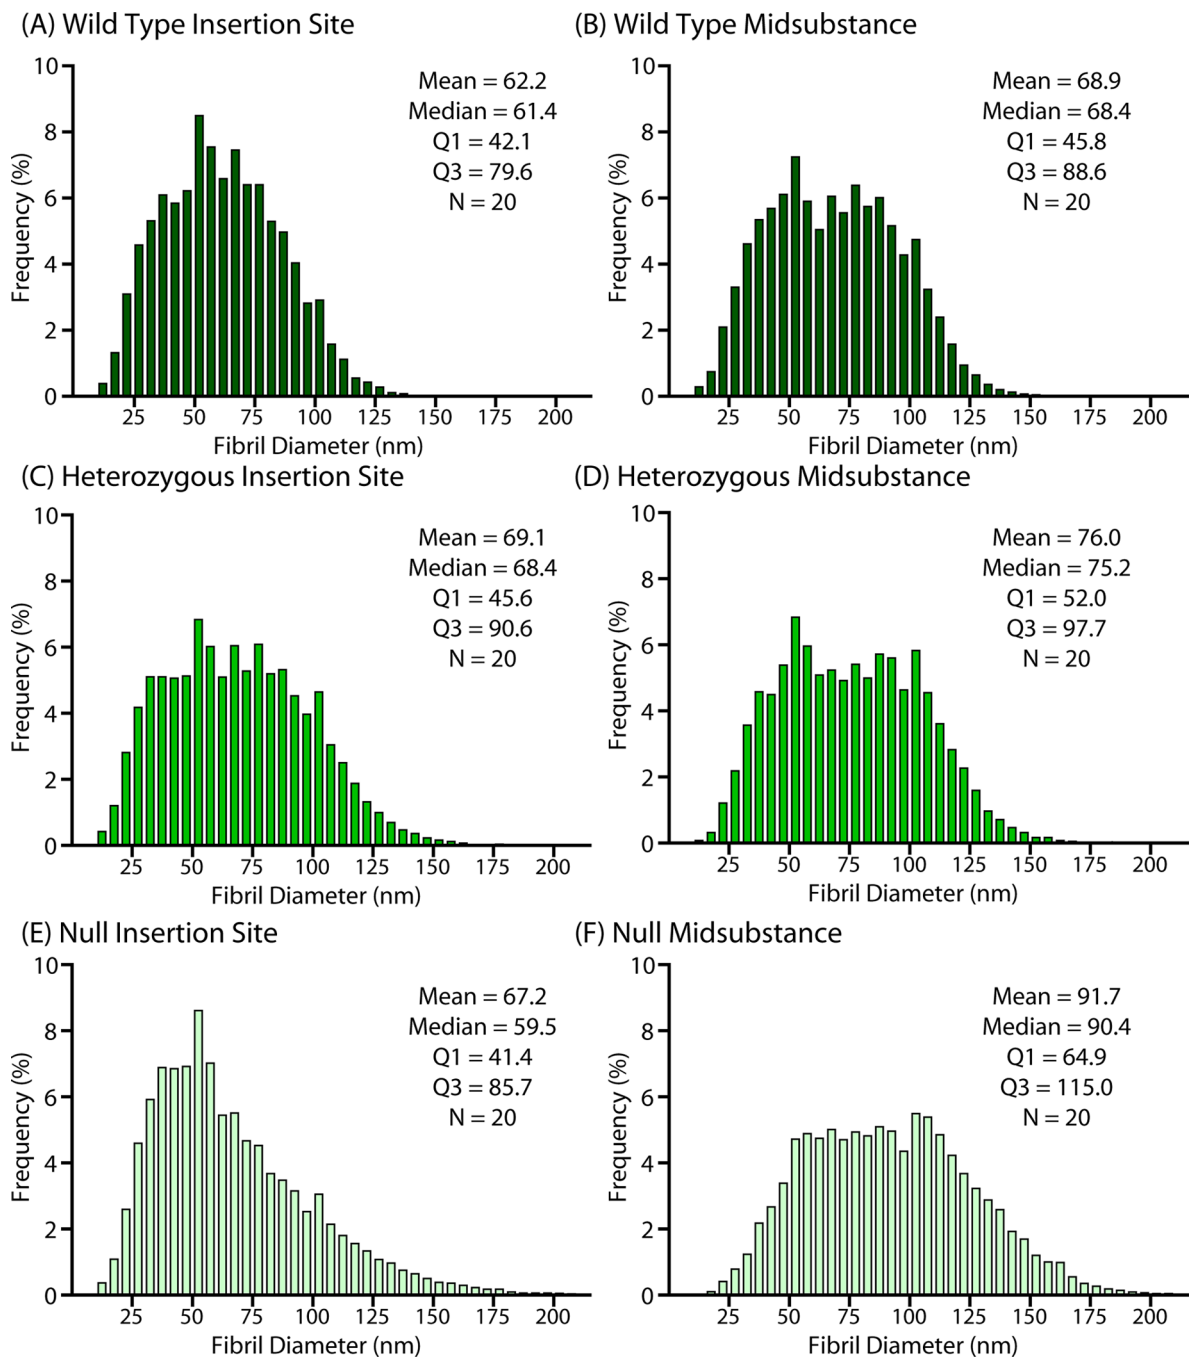 (A) Wild Type Insertion Site
10
8
6
4
2
0
Frequency (%)
Mean = 62.2
Median = 61.4
Q1 = 42.1
Q3 = 79.6
N = 20
25 50 75 100 125 150 175 200
Fibril Diameter (nm)
(B) Wild Type Midsubstance
10
8
6
4
2
0
Frequency (%)
Mean = 68.9
Median = 68.4
Q1 = 45.8
Q3 = 88.6
N = 20
25 50 75 100 125 150 175 200
Fibril Diameter (nm)
(C) Heterozygous Insertion Site
10
8
6
4
2
0
Frequency (%)
Mean = 69.1
Median = 68.4
Q1 = 45.6
Q3 = 90.6
N = 20
25 50 75 100 125 150 175 200
Fibril Diameter (nm)
(D) Heterozygous Midsubstance
10
8
6
4
2
0
Frequency (%)
Mean = 76.0
Median = 75.2
Q1 = 52.0
Q3 = 97.7
N = 20
25 50 75 100 125 150 175 200
Fibril Diameter (nm)
(E) Null Insertion Site
10
8
6
4
2
0
Frequency (%)
Mean = 67.2
Median = 59.5
Q1 = 41.4
Q3 = 85.7
N = 20
25 50 75 100 125 150 175 200
Fibril Diameter (nm)
(F) Null Midsubstance
10
8
6
4
2
0
Frequency (%)
Mean = 91.7
Median = 90.4
Q1 = 64.9
Q3 = 115.0
N = 20
25 50 75 100 125 150 175 200
Fibril Diameter (nm)